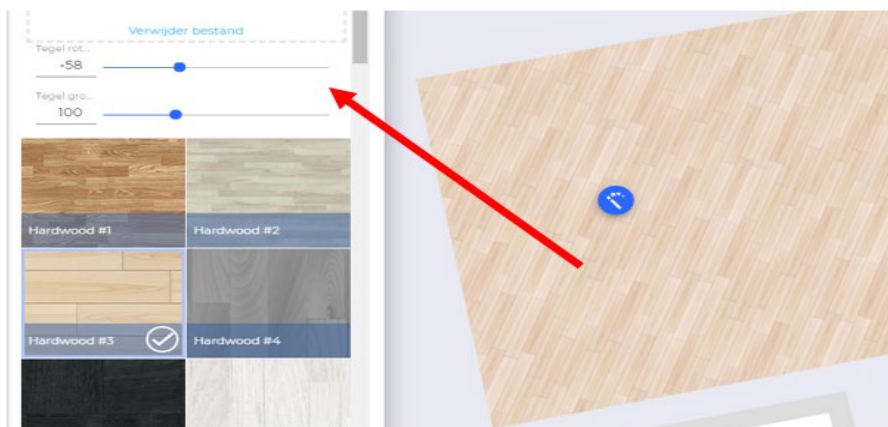 Verwijder bestand
Tegel rot...
-58
Tegel gro...
100
Hardwood #1
Hardwood #2
Hardwood #3
Hardwood #4